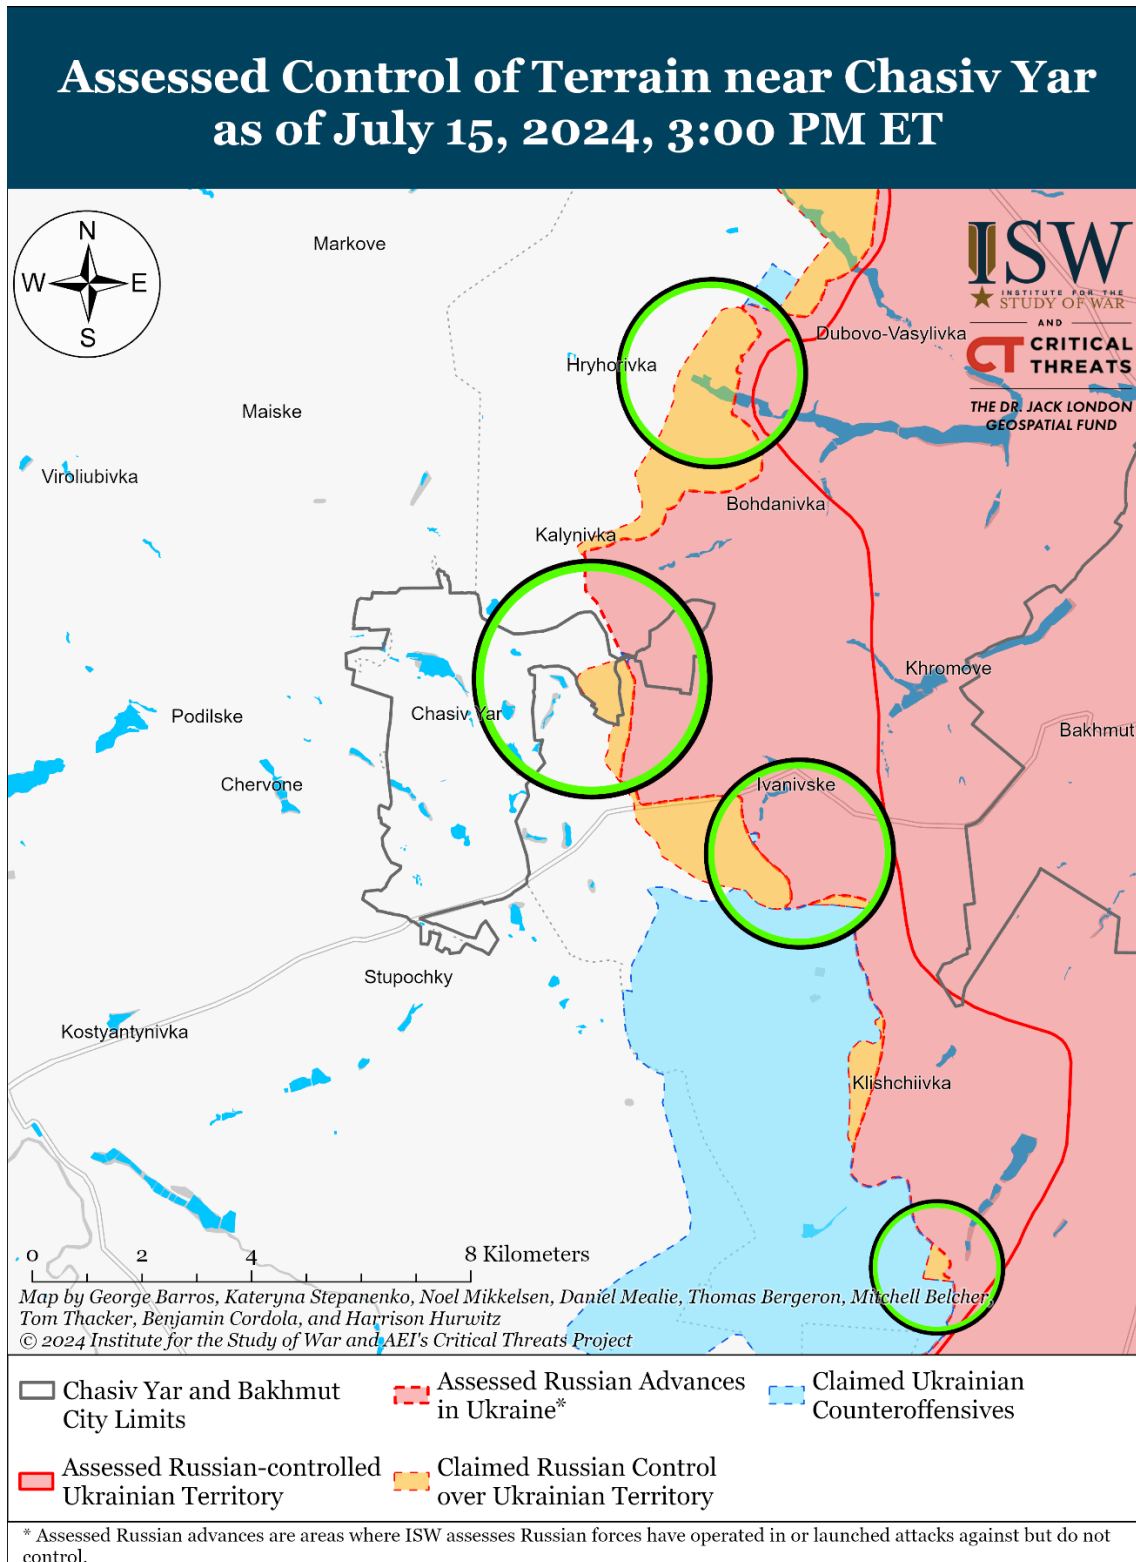 Assessed Control of Terrain near Chasiv Yar
as of July 15, 2024, 3:00 PM ET
N
W
E
S
Markove
ISW
INSTITUTE FOR THE
STUDY OF WAR
AND
CT CRITICAL
THREATS
THE DR. JACK LONDON
GEOSPATIAL FUND
Dubovo-Vasylivka
Hryhorivka
Maiske
Viroliubivka
Bohdanivka
Kalynivka
Khromove
Podilske
Chasiv Yar
Bakhmut
Chervone
Ivanivske
Stupochky
Kostyantynivka
Klishchiivka
0 2 4 8 Kilometers
Map by George Barros, Kateryna Stepanenko, Noel Mikkelsen, Daniel Mealie, Thomas Bergeron, Mitchell Belcher,
Tom Thacker, Benjamin Cordola, and Harrison Hurwitz
© 2024 Institute for the Study of War and AEI's Critical Threats Project
Chasiv Yar and Bakhmut
City Limits
Assessed Russian Advances
in Ukraine*
Claimed Ukrainian
Counteroffensives
Assessed Russian-controlled
Ukrainian Territory
Claimed Russian Control
over Ukrainian Territory
* Assessed Russian advances are areas where ISW assesses Russian forces have operated in or launched attacks against but do not
control.